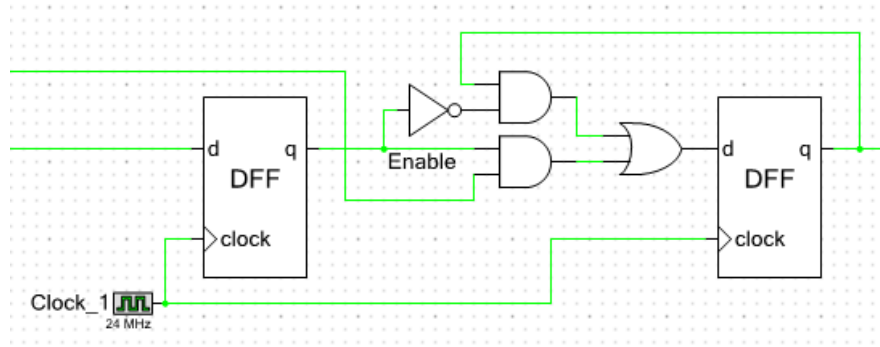 d q
DFF
clock
Enable
d q
DFF
clock
Clock_1
24 MHz